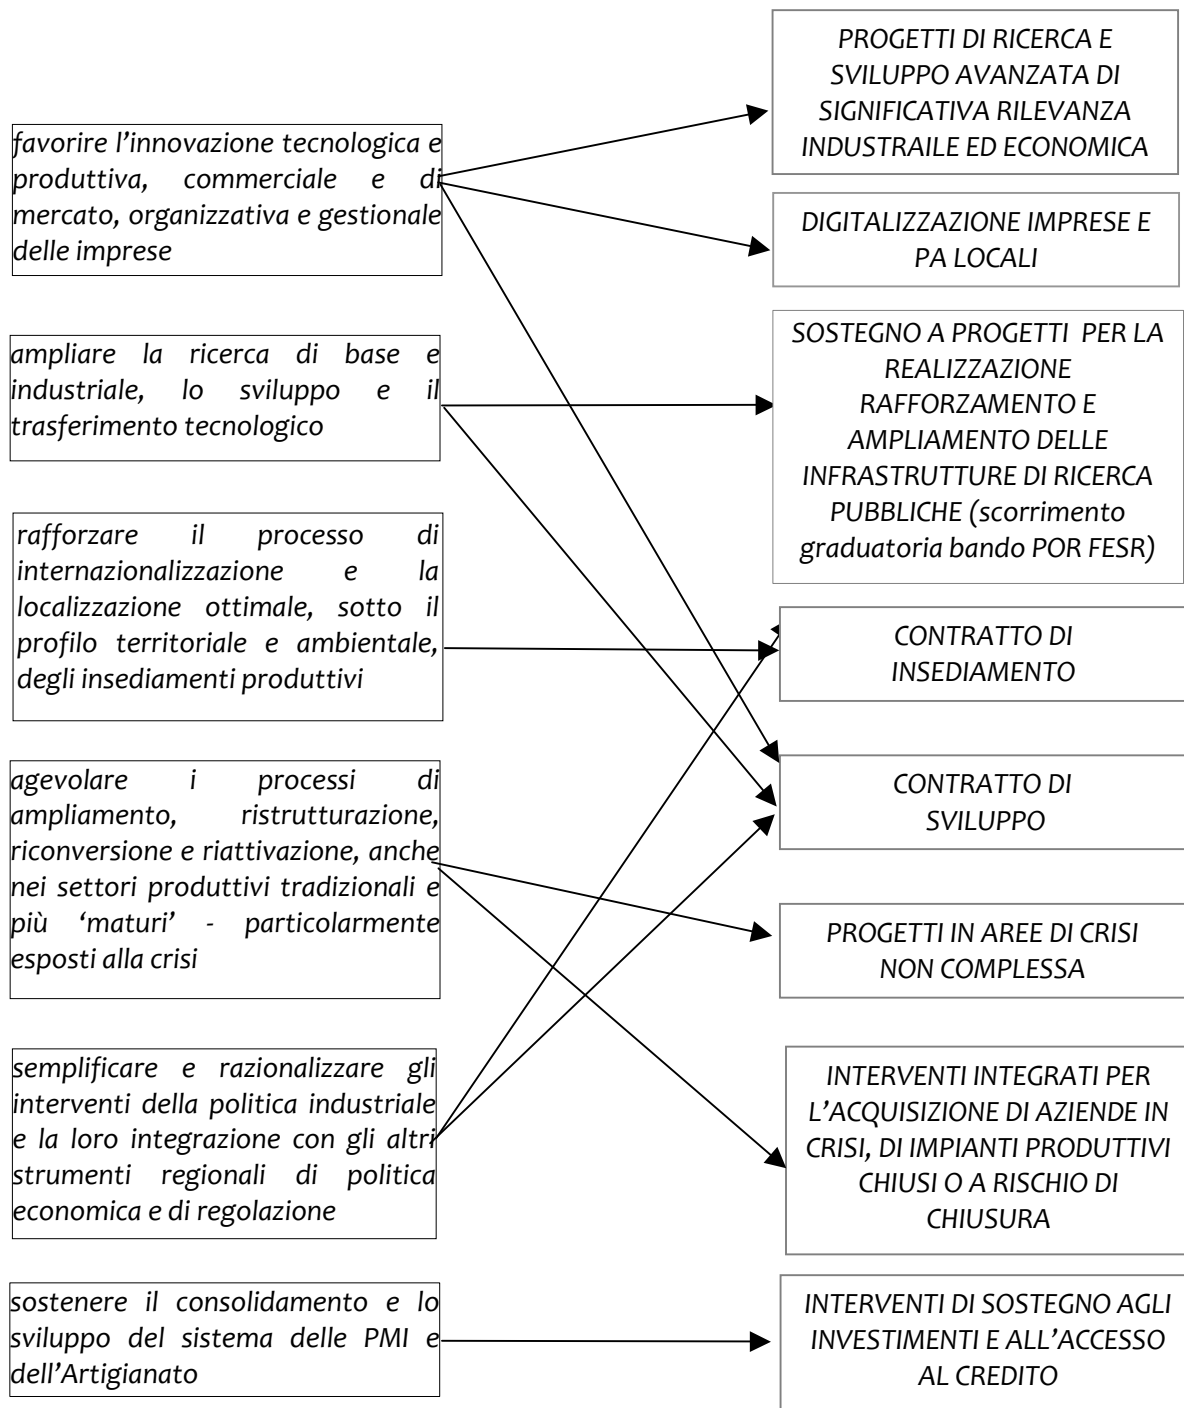 favorire l'innovazione tecnologica e
produttiva, commerciale e di
mercato, organizzativa e gestionale
delle imprese
ampliare la ricerca di base e
industriale, lo sviluppo e il
trasferimento tecnologico
rafforzare il processo di
internazionalizzazione e la
localizzazione ottimale, sotto il
profilo territoriale e ambientale,
degli insediamenti produttivi
agevolare i processi di
ampliamento, ristrutturazione,
riconversione e riattivazione, anche
nei settori produttivi tradizionali e
più ‘maturi’ - particolarmente
esposti alla crisi
semplificare e razionalizzare gli
interventi della politica industriale
e la loro integrazione con gli altri
strumenti regionali di politica
economica e di regolazione
sostenere il consolidamento e lo
sviluppo del sistema delle PMI e
dell’Artigianato
PROGETTI DI RICERCA E
SVILUPPO AVANZATA DI
SIGNIFICATIVA RILEVANZA
INDUSTRAILE ED ECONOMICA
DIGITALIZZAZIONE IMPRESE E
PA LOCALI
SOSTEGNO A PROGETTI PER LA
REALIZZAZIONE
RAFFORZAMENTO E
AMPLIAMENTO DELLE
INFRASTRUTTURE DI RICERCA
PUBBLICHE (scorrimento
graduatoria bando POR FESR)
CONTRATTO DI
INSEDIAMENTO
CONTRATTO DI
SVILUPPO
PROGETTI IN AREE DI CRISI
NON COMPLESSA
INTERVENTI INTEGRATI PER
L’ACQUISIZIONE DI AZIENDE IN
CRISI, DI IMPIANTI PRODUTTIVI
CHIUSI O A RISCHIO DI
CHIUSURA
INTERVENTI DI SOSTEGNO AGLI
INVESTIMENTI E ALL’ACCESSO
AL CREDITO